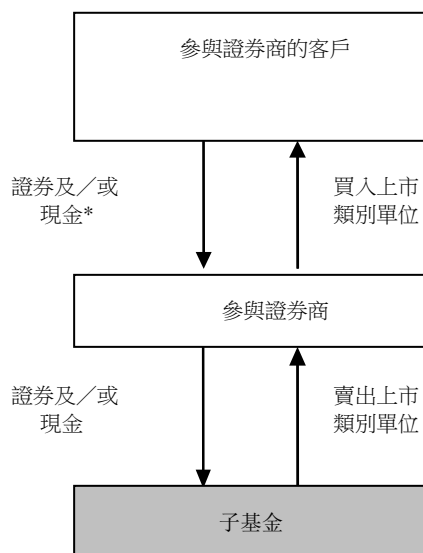 參與證券商的客戶
證券及／或
現金*
買入上市
類別單位
參與證券商
證券及／或
現金
賣出上市
類別單位
子基金